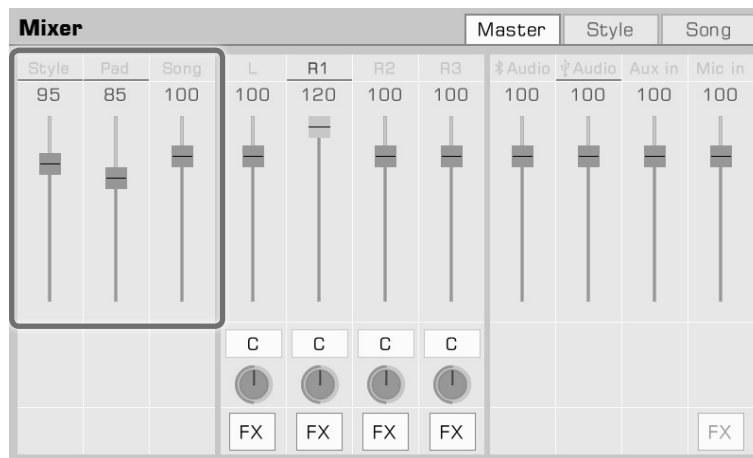 Mixer Master Style Song
Style Pad Song L R1 R2 R3 Audio Audio Aux in Mic in
95 85 100 100 120 100 100 100 100 100 100
C C C C
FX FX FX FX FX